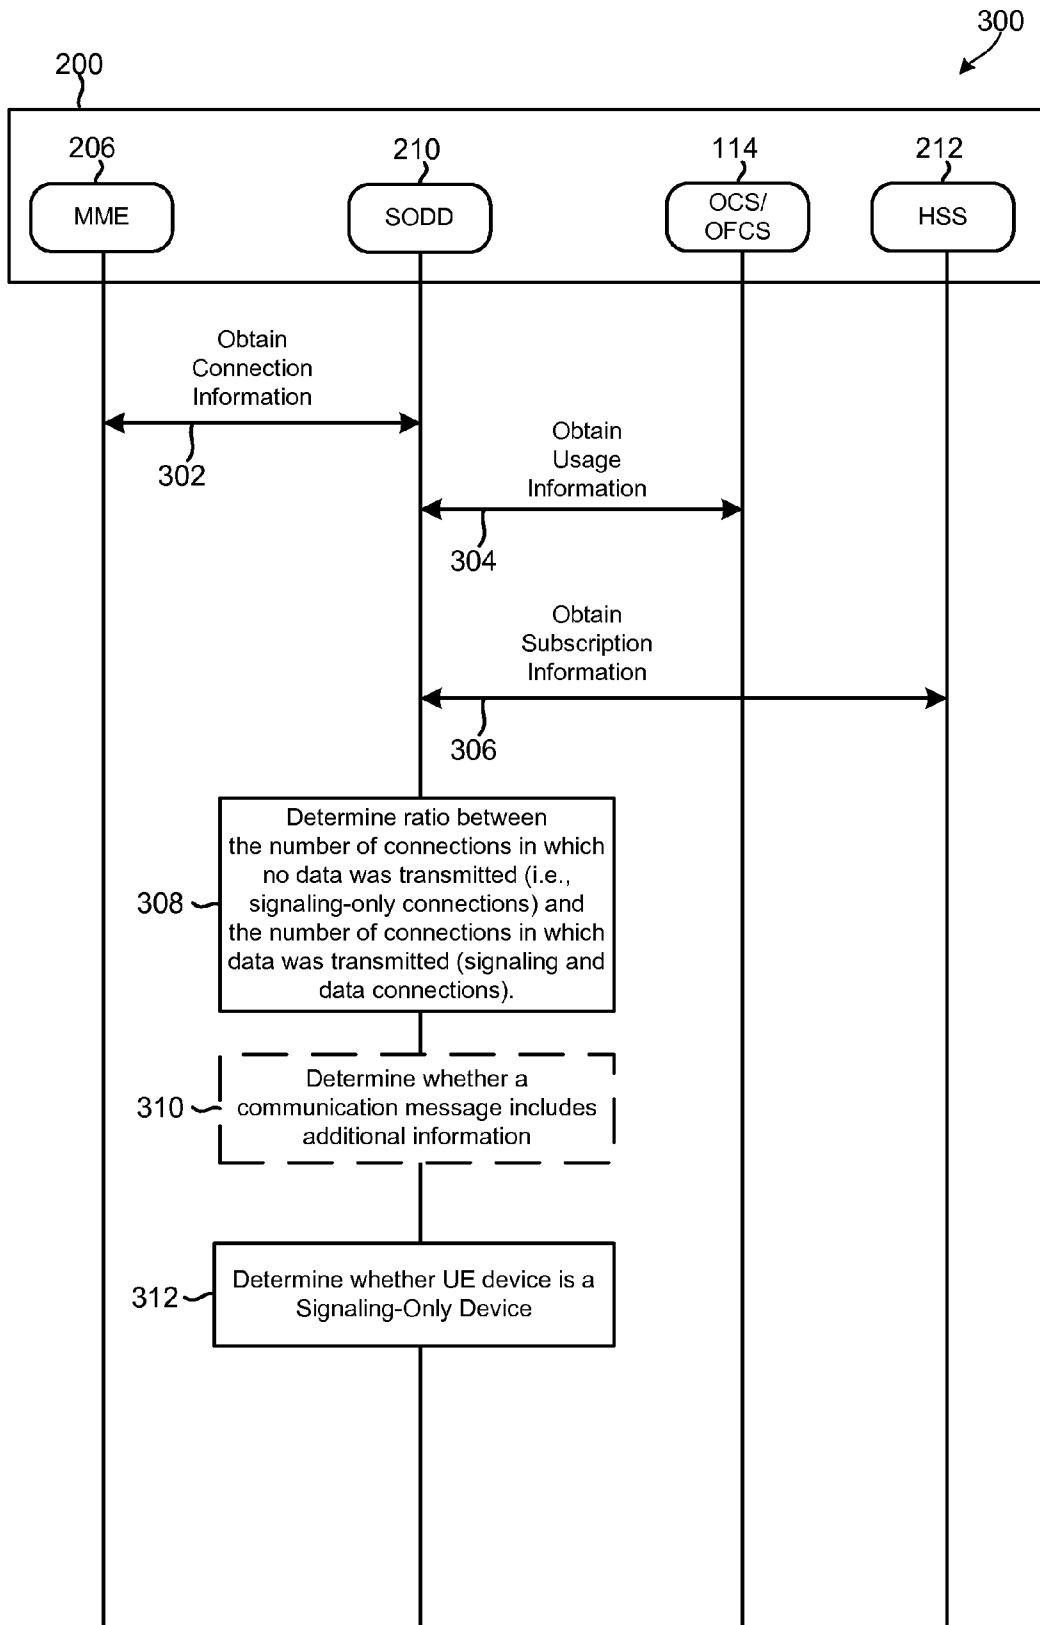 300
200
206
210
114
212
MME
SODD
OCS/
OFCS
HSS
Obtain
Connection
Information
302
Obtain
Usage
Information
304
Obtain
Subscription
Information
306
Determine ratio between
the number of connections in which
no data was transmitted (i.e.,
signaling-only connections) and
the number of connections in which
data was transmitted (signaling and
data connections).
308
Determine whether a
communication message includes
additional information
310
Determine whether UE device is a
Signaling-Only Device
312